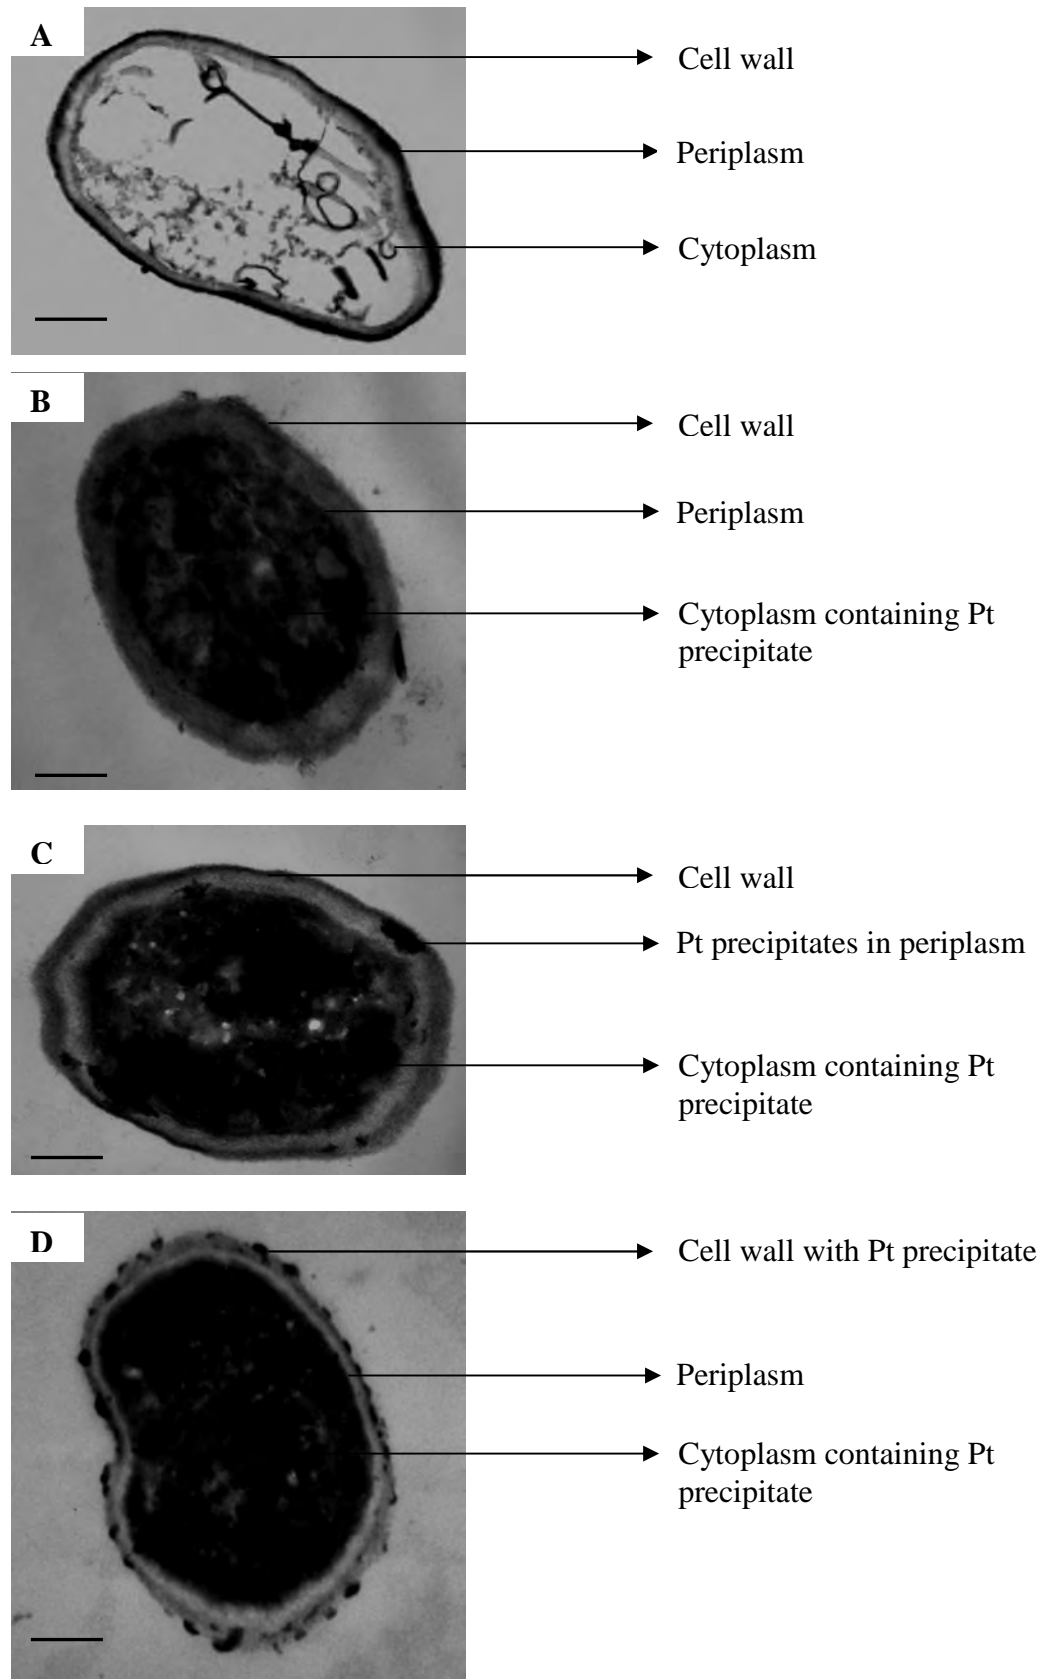 A
Cell wall
Periplasm
Cytoplasm
B
Cell wall
Periplasm
Cytoplasm containing Pt
precipitate
C
Cell wall
Pt precipitates in periplasm
Cytoplasm containing Pt
precipitate
D
Cell wall with Pt precipitate
Periplasm
Cytoplasm containing Pt
precipitate